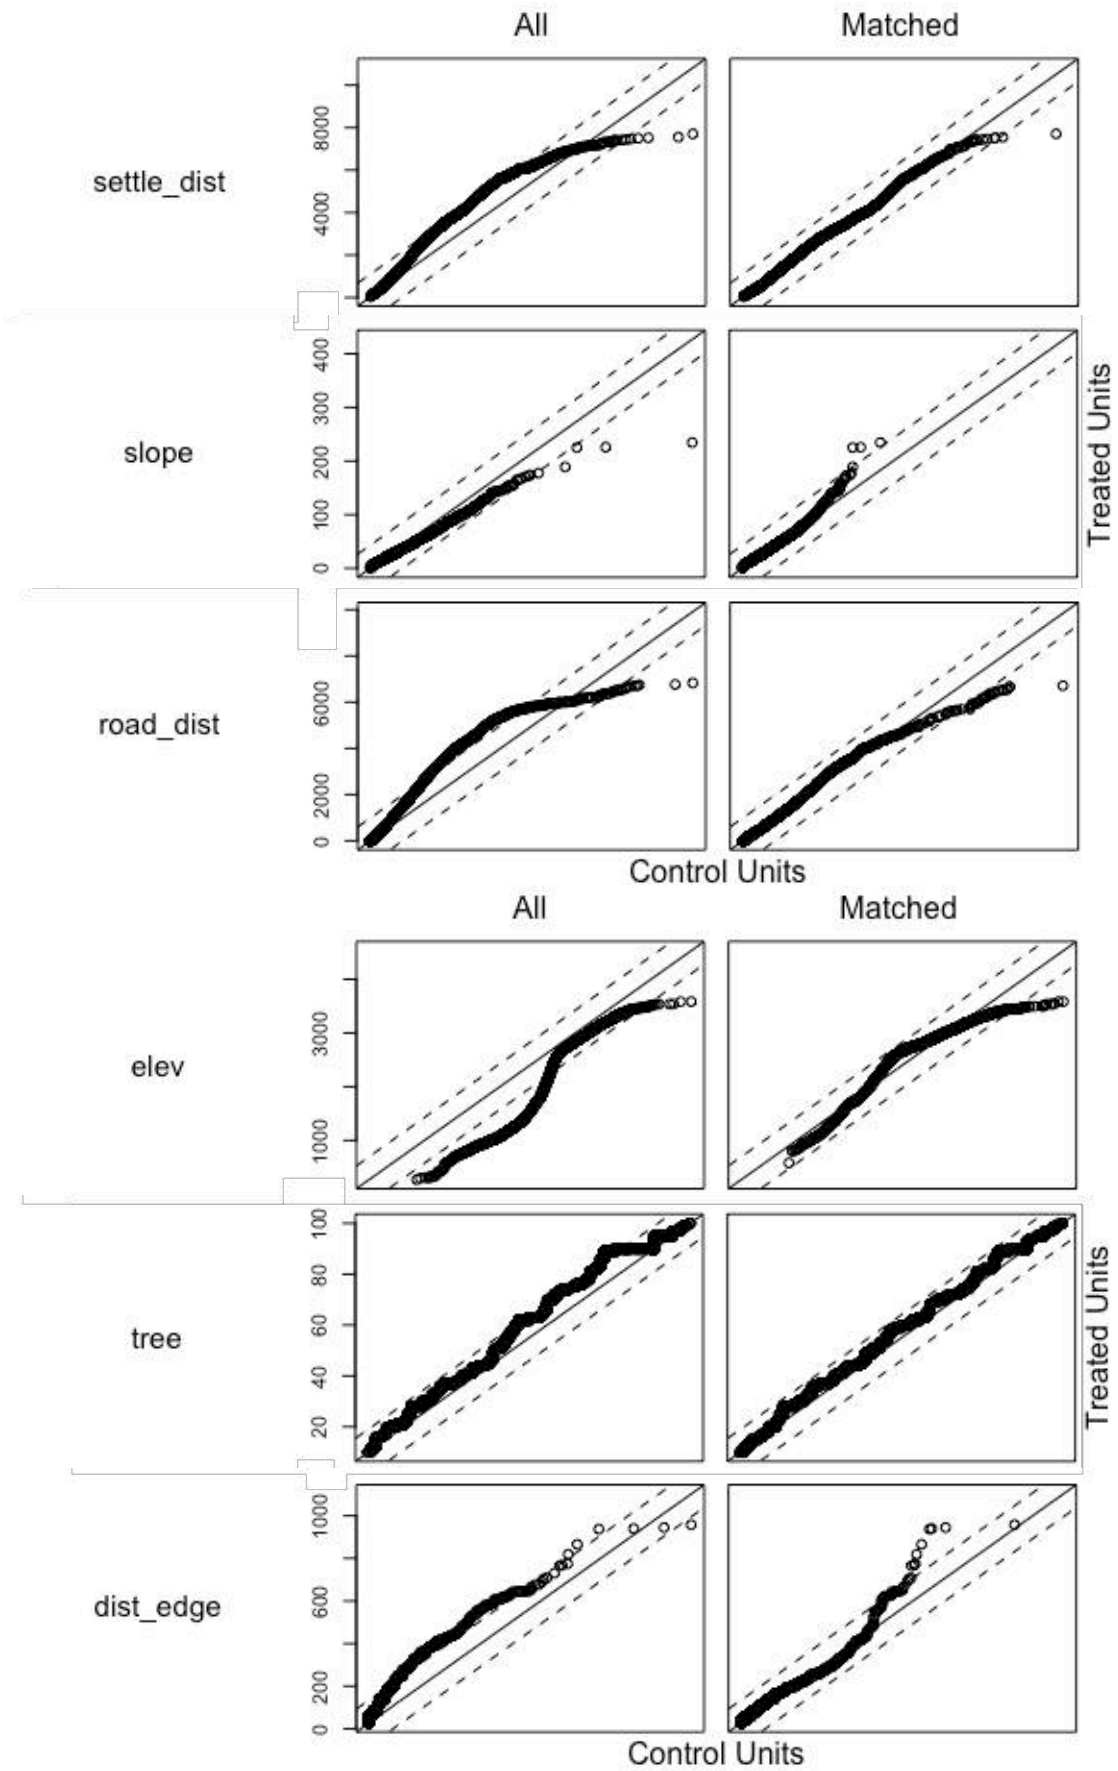 All Matched
settle_dist
4000 8000
slope
0 100 200 300 400
road_dist
0 2000 6000
Treated Units
Control Units
All Matched
elev
1000 3000
tree
20 40 60 80 100
dist_edge
0 200 600 1000
Treated Units
Control Units